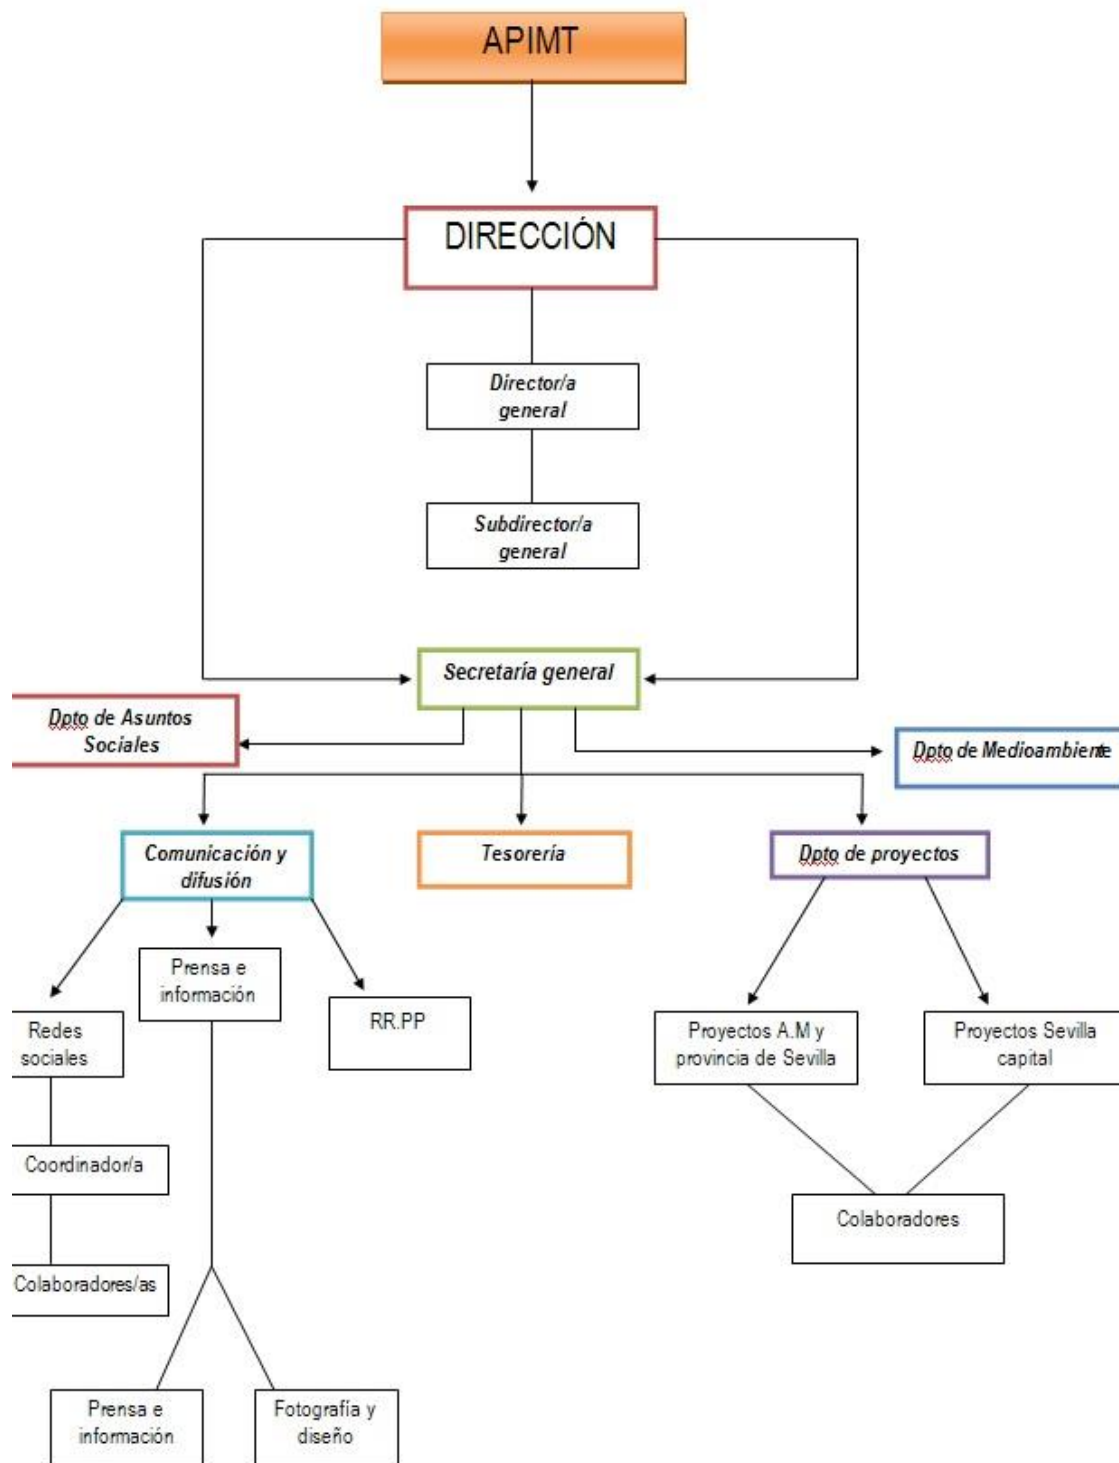 APIMT
DIRECCIÓN
Director/a
general
Subdirector/a
general
Secretaría general
Dpto de Asuntos
Sociales
Dpto de Medioambiente
Comunicación y
difusión
Tesorería
Dpto de proyectos
Prensa e
información
RR.PP
Redes
sociales
Proyectos A.M y
provincia de Sevilla
Proyectos Sevilla
capital
Coordinador/a
Colaboradores
Colaboradores/as
Prensa e
información
Fotografía y
diseño